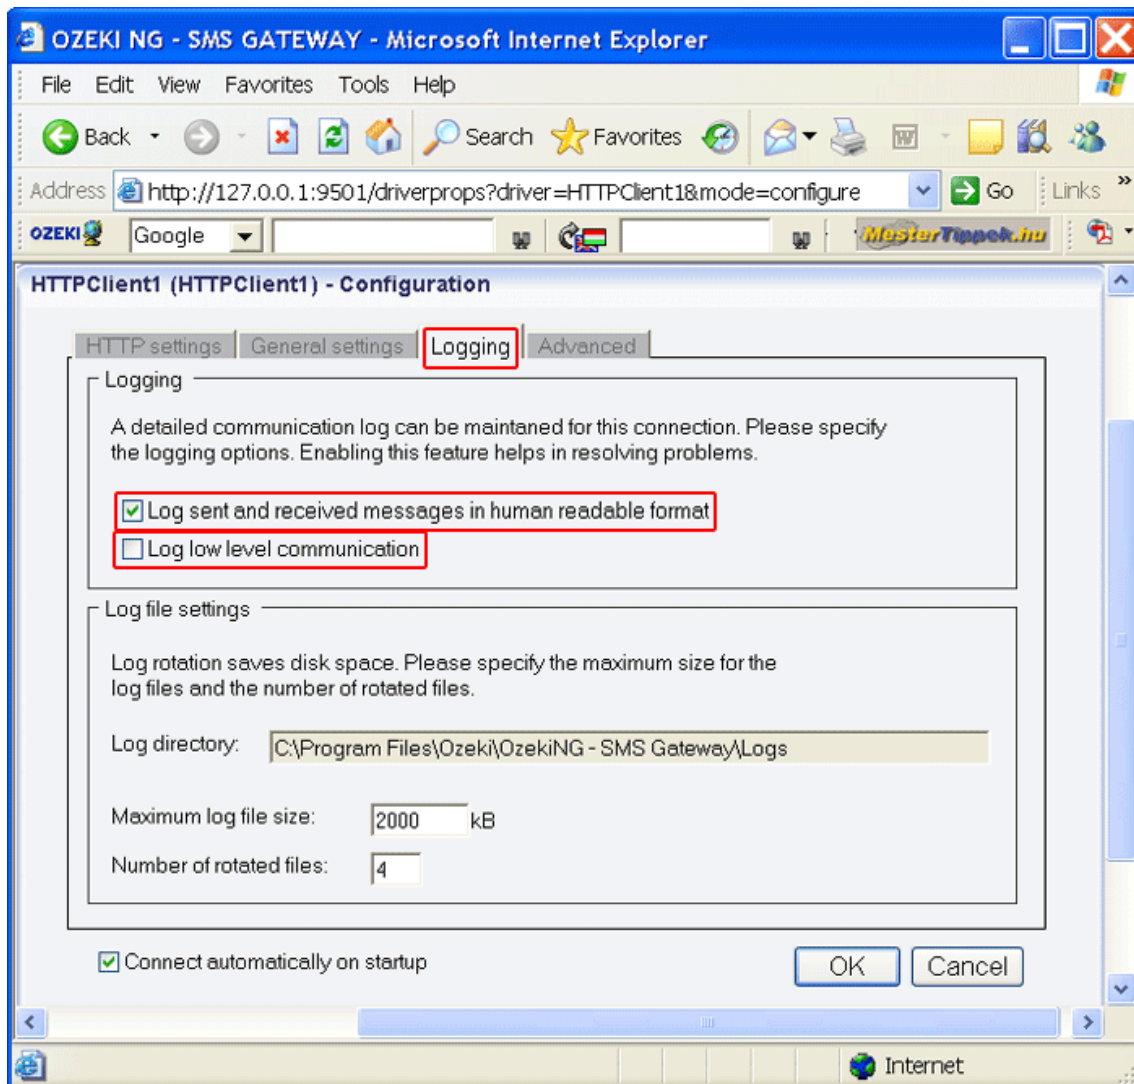 OZEKI NG - SMS GATEWAY - Microsoft Internet Explorer
File Edit View Favorites Tools Help
Back Search Favorites
Address http://127.0.0.1:9501/driverprops?driver=HTTPClient1&mode=configure Go Links »
OZEKI Google MesterTippek.hu
HTTPClient1 (HTTPClient1) - Configuration
HTTP settings General settings Logging Advanced
Logging
A detailed communication log can be maintaned for this connection. Please specify
the logging options. Enabling this feature helps in resolving problems.
Log sent and received messages in human readable format
Log low level communication
Log file settings
Log rotation saves disk space. Please specify the maximum size for the
log files and the number of rotated files.
Log directory: C:\Program Files\Ozeki\OzekiNG - SMS Gateway\Logs
Maximum log file size: 2000 kB
Number of rotated files: 4
Connect automatically on startup OK Cancel
Internet